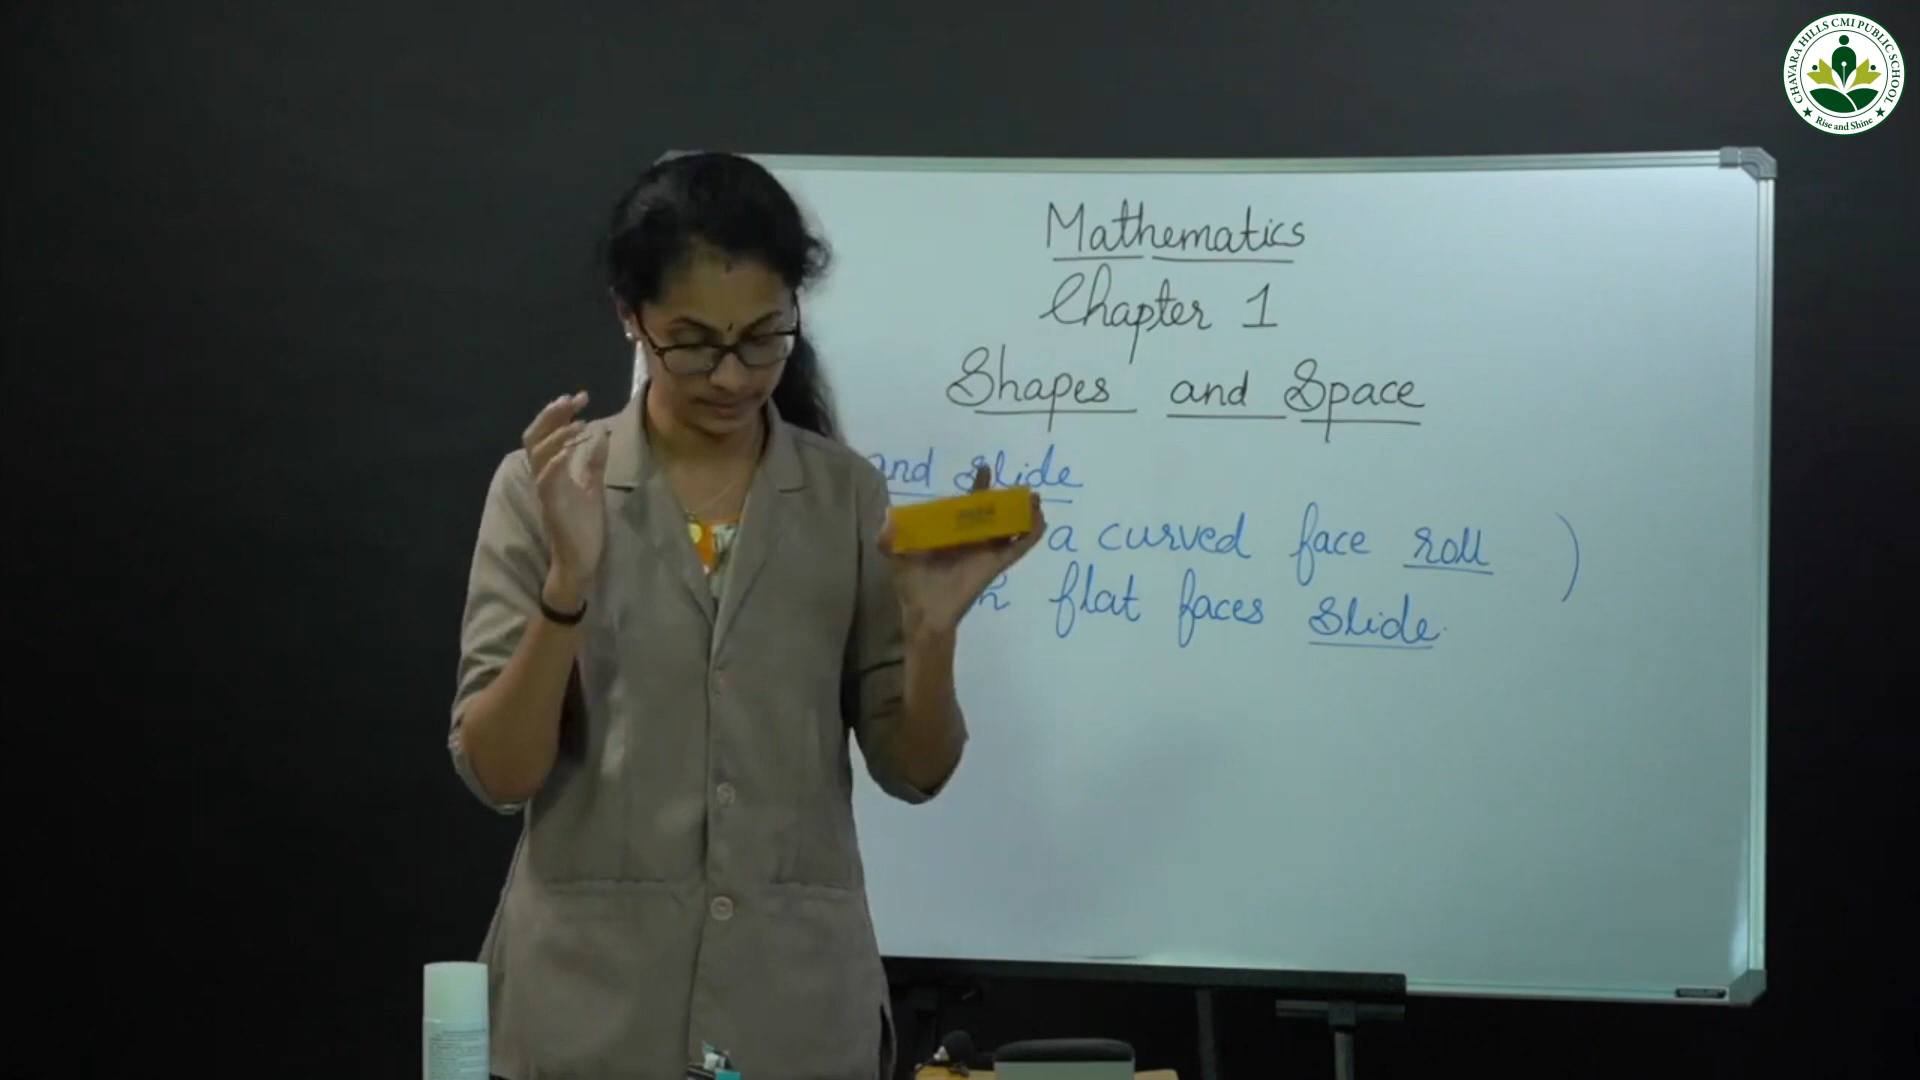 CHAVARA HILLS CMI PUBLIC SCHOOL
Rise and Shine
Mathematics
Chapter 1
Shapes and Space
and Slide
a curved face roll )
flat faces Slide.